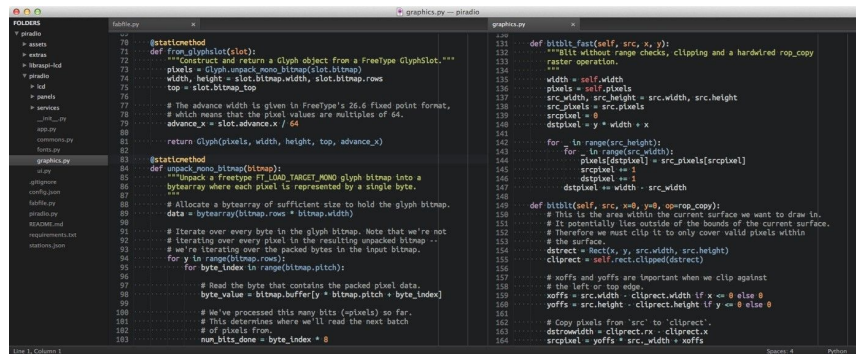 graphics.py — piradio
FOLDERS
▼ piradio
▶ assets
▶ extras
▶ libraspi-lcd
▼ piradio
▶ lcd
▶ panels
▶ services
__init__.py
app.py
commons.py
fonts.py
graphics.py
ui.py
.gitignore
config.json
fabfile.py
piradio.py
README.md
requirements.txt
stations.json
fabfile.py x
69
70 @staticmethod
71 def from_glyphslot(slot):
72 """Construct and return a Glyph object from a FreeType GlyphSlot."""
73 pixels = Glyph.unpack_mono_bitmap(slot.bitmap)
74 width, height = slot.bitmap.width, slot.bitmap.rows
75 top = slot.bitmap_top
76
77 # The advance width is given in FreeType's 26.6 fixed point format,
78 # which means that the pixel values are multiples of 64.
79 advance_x = slot.advance.x / 64
80
81 return Glyph(pixels, width, height, top, advance_x)
82
83 @staticmethod
84 def unpack_mono_bitmap(bitmap):
85 """Unpack a freetype FT_LOAD_TARGET_MONO glyph bitmap into a
86 bytearray where each pixel is represented by a single byte.
87 """
88 # Allocate a bytearray of sufficient size to hold the glyph bitmap.
89 data = bytearray(bitmap.rows * bitmap.width)
90
91 # Iterate over every byte in the glyph bitmap. Note that we're not
92 # iterating over every pixel in the resulting unpacked bitmap --
93 # we're iterating over the packed bytes in the input bitmap.
94 for y in range(bitmap.rows):
95 for byte_index in range(bitmap.pitch):
96
97 # Read the byte that contains the packed pixel data.
98 byte_value = bitmap.buffer[y * bitmap.pitch + byte_index]
99
100 # We've processed this many bits (=pixels) so far.
101 # This determines where we'll read the next batch
102 # of pixels from.
103 num_bits_done = byte_index * 8
graphics.py x
130
131 def bitblt_fast(self, src, x, y):
132 """Blit without range checks, clipping and a hardwired rop_copy
133 raster operation.
134 """
135 width = self.width
136 pixels = self.pixels
137 src_width, src_height = src.width, src.height
138 src_pixels = src.pixels
139 srcpixel = 0
140 dstpixel = y * width + x
141
142 for _ in range(src_height):
143 for _ in range(src_width):
144 pixels[dstpixel] = src_pixels[srcpixel]
145 srcpixel += 1
146 dstpixel += 1
147 dstpixel += width - src_width
148
149 def bitblt(self, src, x=0, y=0, op=rop_copy):
150 # This is the area within the current surface we want to draw in.
151 # It potentially lies outside of the bounds of the current surface.
152 # Therefore we must clip it to only cover valid pixels within
153 # the surface.
154 dstrect = Rect(x, y, src.width, src.height)
155 cliprect = self.rect.clipped(dstrect)
156
157 # xoffs and yoffs are important when we clip against
158 # the left or top edge.
159 xoffs = src.width - cliprect.width if x <= 0 else 0
160 yoffs = src.height - cliprect.height if y <= 0 else 0
161
162 # Copy pixels from `src` to `cliprect`.
163 dstrowwidth = cliprect.rx - cliprect.x
164 srcpixel = yoffs * src._width + xoffs
Line 1, Column 1
Spaces: 4 Python